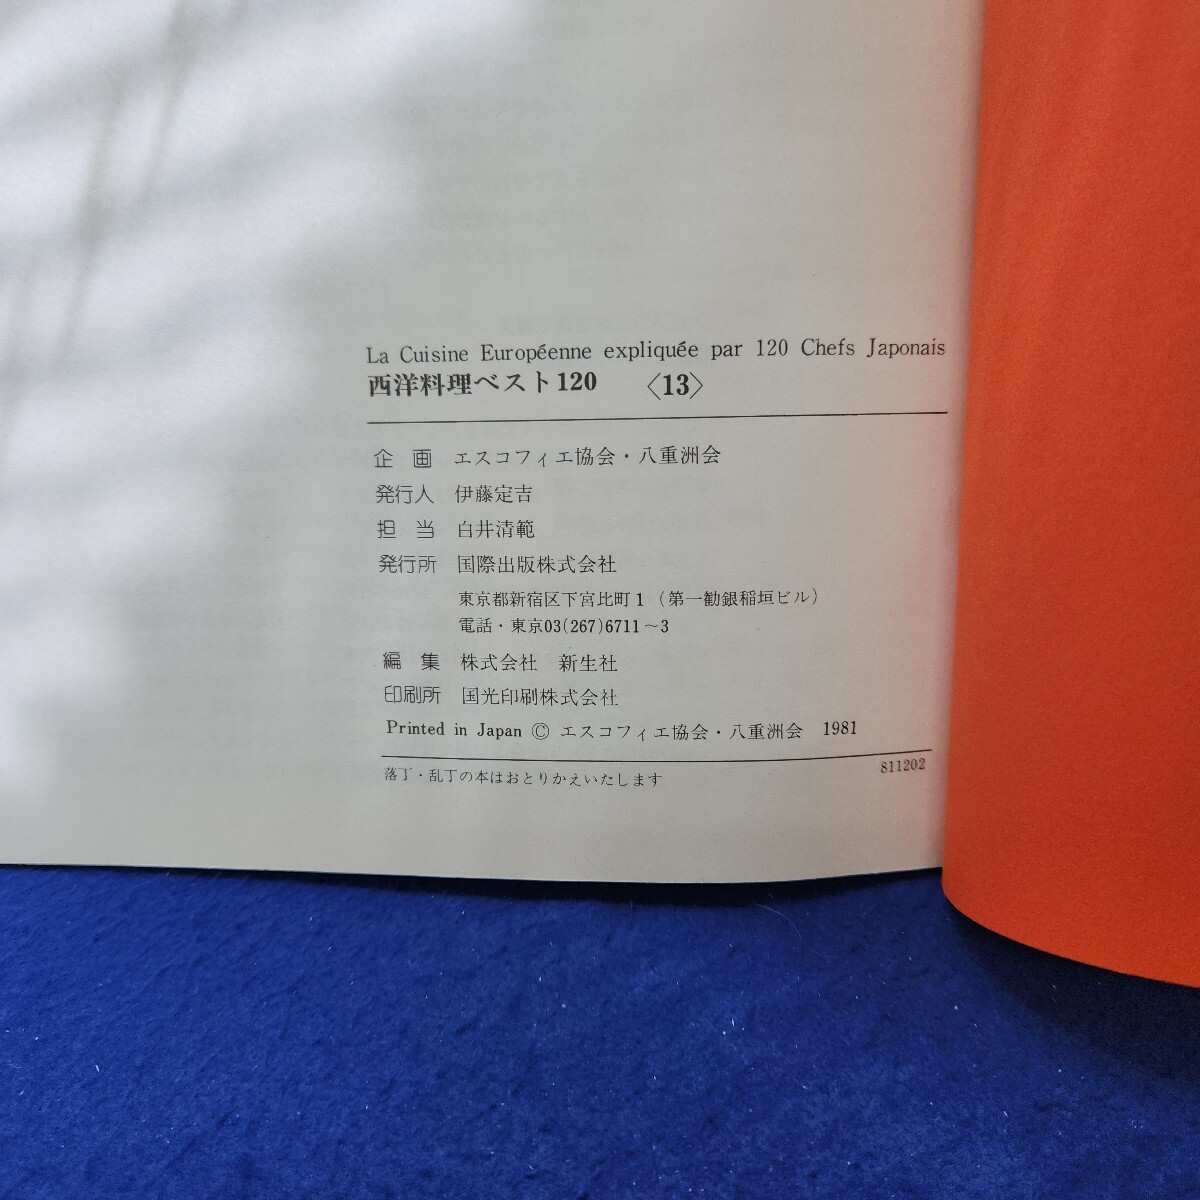 La Cuisine Européenne expliquée par 120 Chefs Japonais
西洋料理ベスト120 〈13〉
企 画 エスコフィエ協会・八重洲会
発行人 伊藤定吉
担 当 白井清範
発行所 国際出版株式会社
東京都新宿区下宮比町1 (第一勧銀稲垣ビル)
電話・東京03(267)6711～3
編 集 株式会社 新生社
印刷所 国光印刷株式会社
Printed in Japan © エスコフィエ協会・八重洲会 1981
落丁・乱丁の本はおとりかえいたします 811202